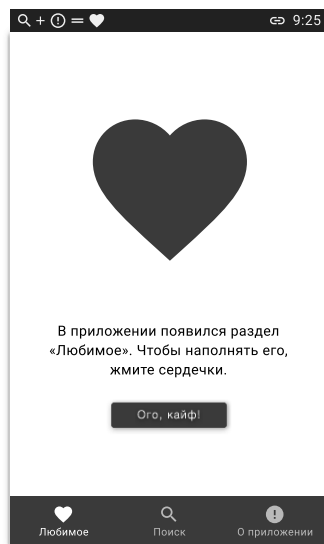 9:25
В приложении появился раздел
«Любимое». Чтобы наполнять его,
жмите сердечки.
Ого, кайф!
Любимое
Поиск
О приложении